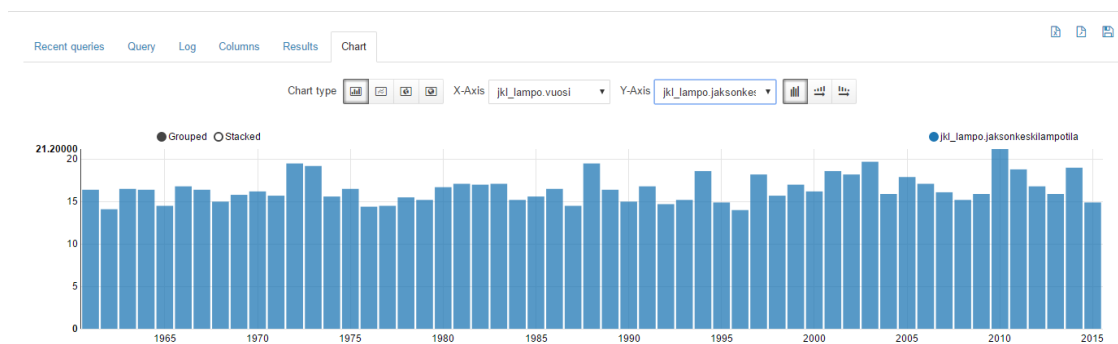 Recent queries Query Log Columns Results Chart
Chart type X-Axis jkl_lampo.vuosi Y-Axis jkl_lampo.jaksonkes
Grouped Stacked jkl_lampo.jaksonkeskilampotila
21.20000
20
15
10
5
0
1965 1970 1975 1980 1985 1990 1995 2000 2005 2010 2015